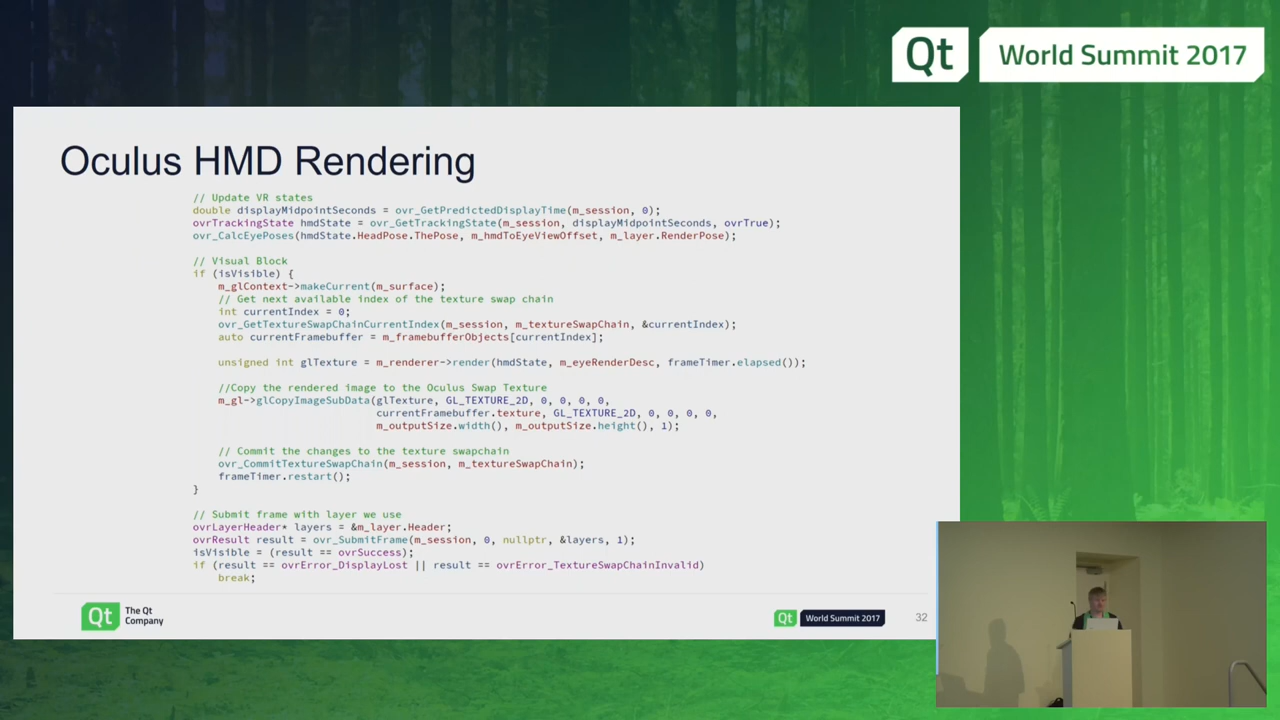 Qt World Summit 2017
Oculus HMD Rendering
// Update VR states
double displayMidpointSeconds = ovr_GetPredictedDisplayTime(m_session, 0);
ovrTrackingState hmdState = ovr_GetTrackingState(m_session, displayMidpointSeconds, ovrTrue);
ovr_CalcEyePoses(hmdState.HeadPose.ThePose, m_hmdToEyeViewOffset, m_layer.RenderPose);
// Visual Block
if (isVisible) {
m_glContext->makeCurrent(m_surface);
// Get next available index of the texture swap chain
int currentIndex = 0;
ovr_GetTextureSwapChainCurrentIndex(m_session, m_textureSwapChain, &currentIndex);
auto currentFramebuffer = m_framebufferObjects[currentIndex];
unsigned int glTexture = m_renderer->render(hmdState, m_eyeRenderDesc, frameTimer.elapsed());
//Copy the rendered image to the Oculus Swap Texture
m_gl->glCopyImageSubData(glTexture, GL_TEXTURE_2D, 0, 0, 0, 0,
currentFramebuffer.texture, GL_TEXTURE_2D, 0, 0, 0, 0,
m_outputSize.width(), m_outputSize.height(), 1);
// Commit the changes to the texture swapchain
ovr_CommitTextureSwapChain(m_session, m_textureSwapChain);
frameTimer.restart();
}
// Submit frame with layer we use
ovrLayerHeader* layers = &m_layer.Header;
ovrResult result = ovr_SubmitFrame(m_session, 0, nullptr, &layers, 1);
isVisible = (result == ovrSuccess);
if (result == ovrError_DisplayLost || result == ovrError_TextureSwapChainInvalid)
break;
Qt The Qt
Company
Qt World Summit 2017
32